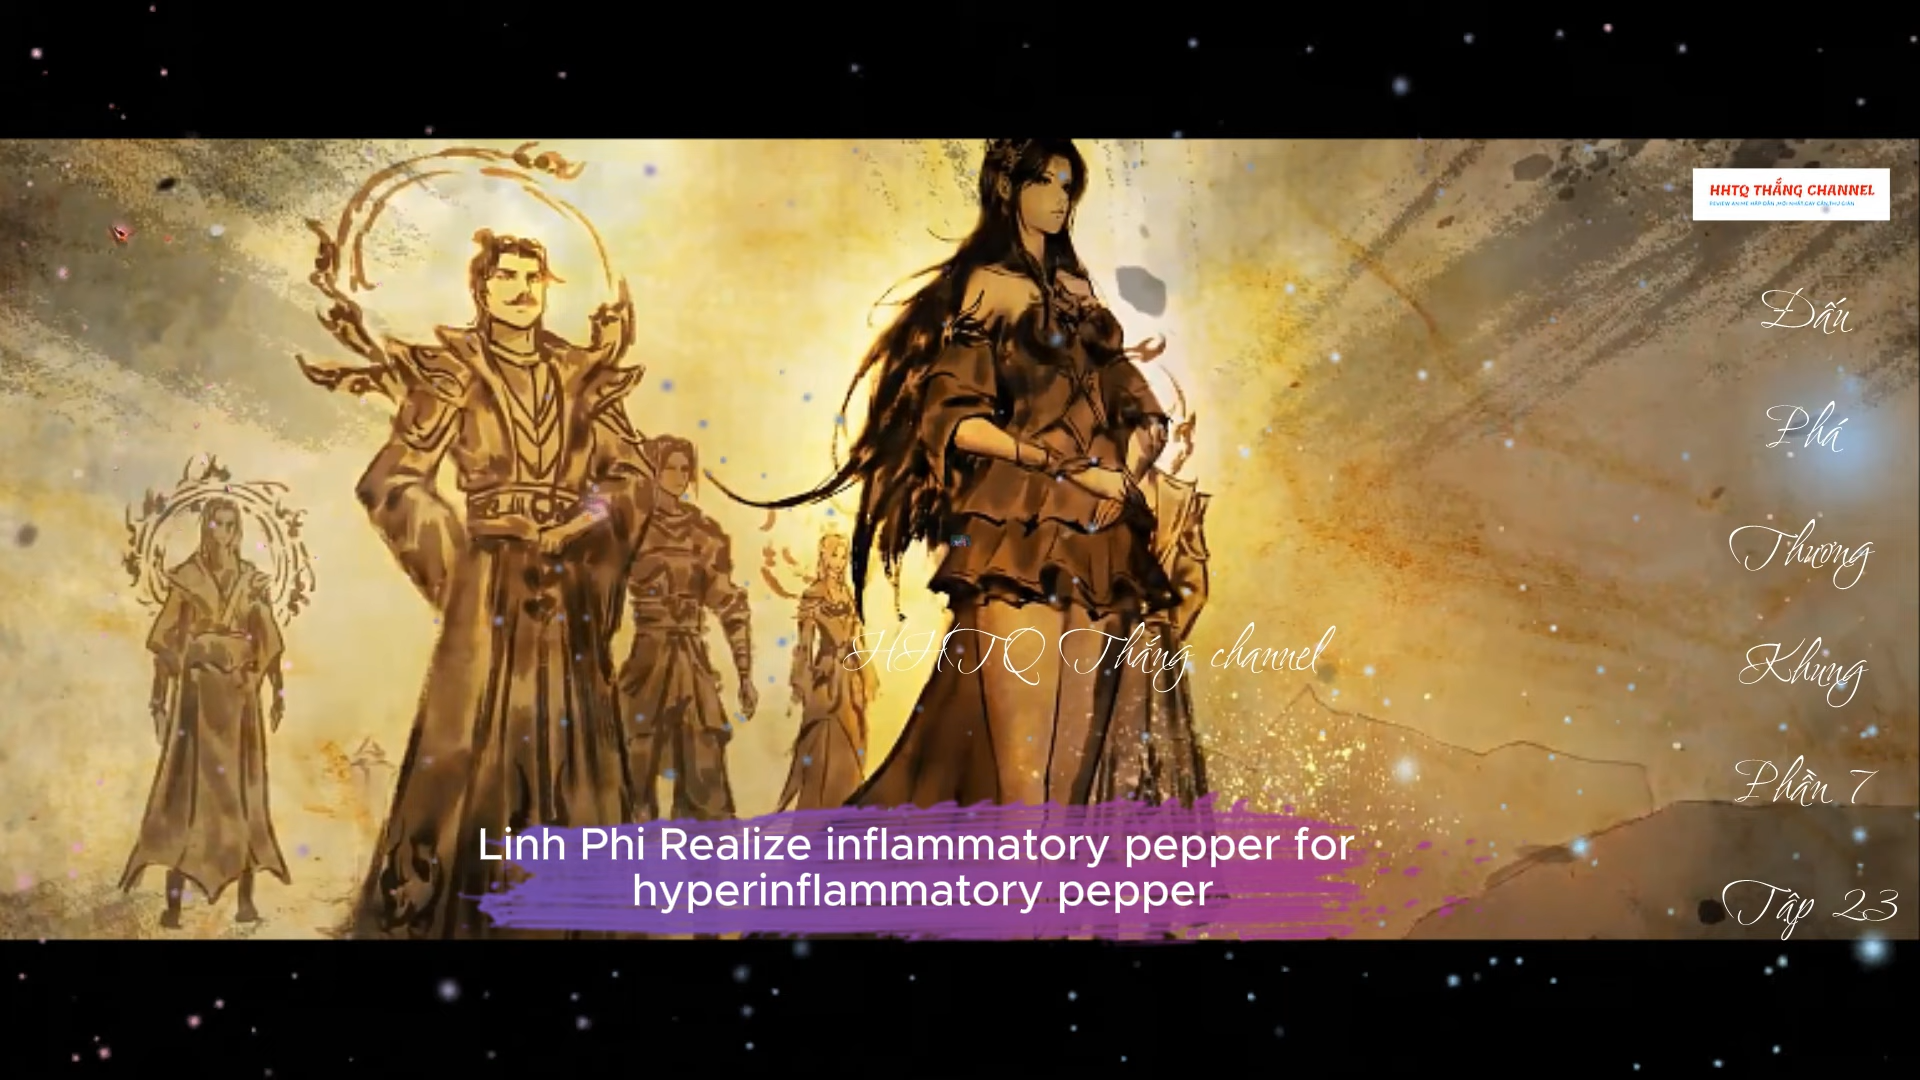 HHTQ THẮNG CHANNEL
Đấu
Phá
Thương
Khung
Phần 7
Tập 23
HHTQ Thắng channel
Linh Phi Realize inflammatory pepper for
hyperinflammatory pepper